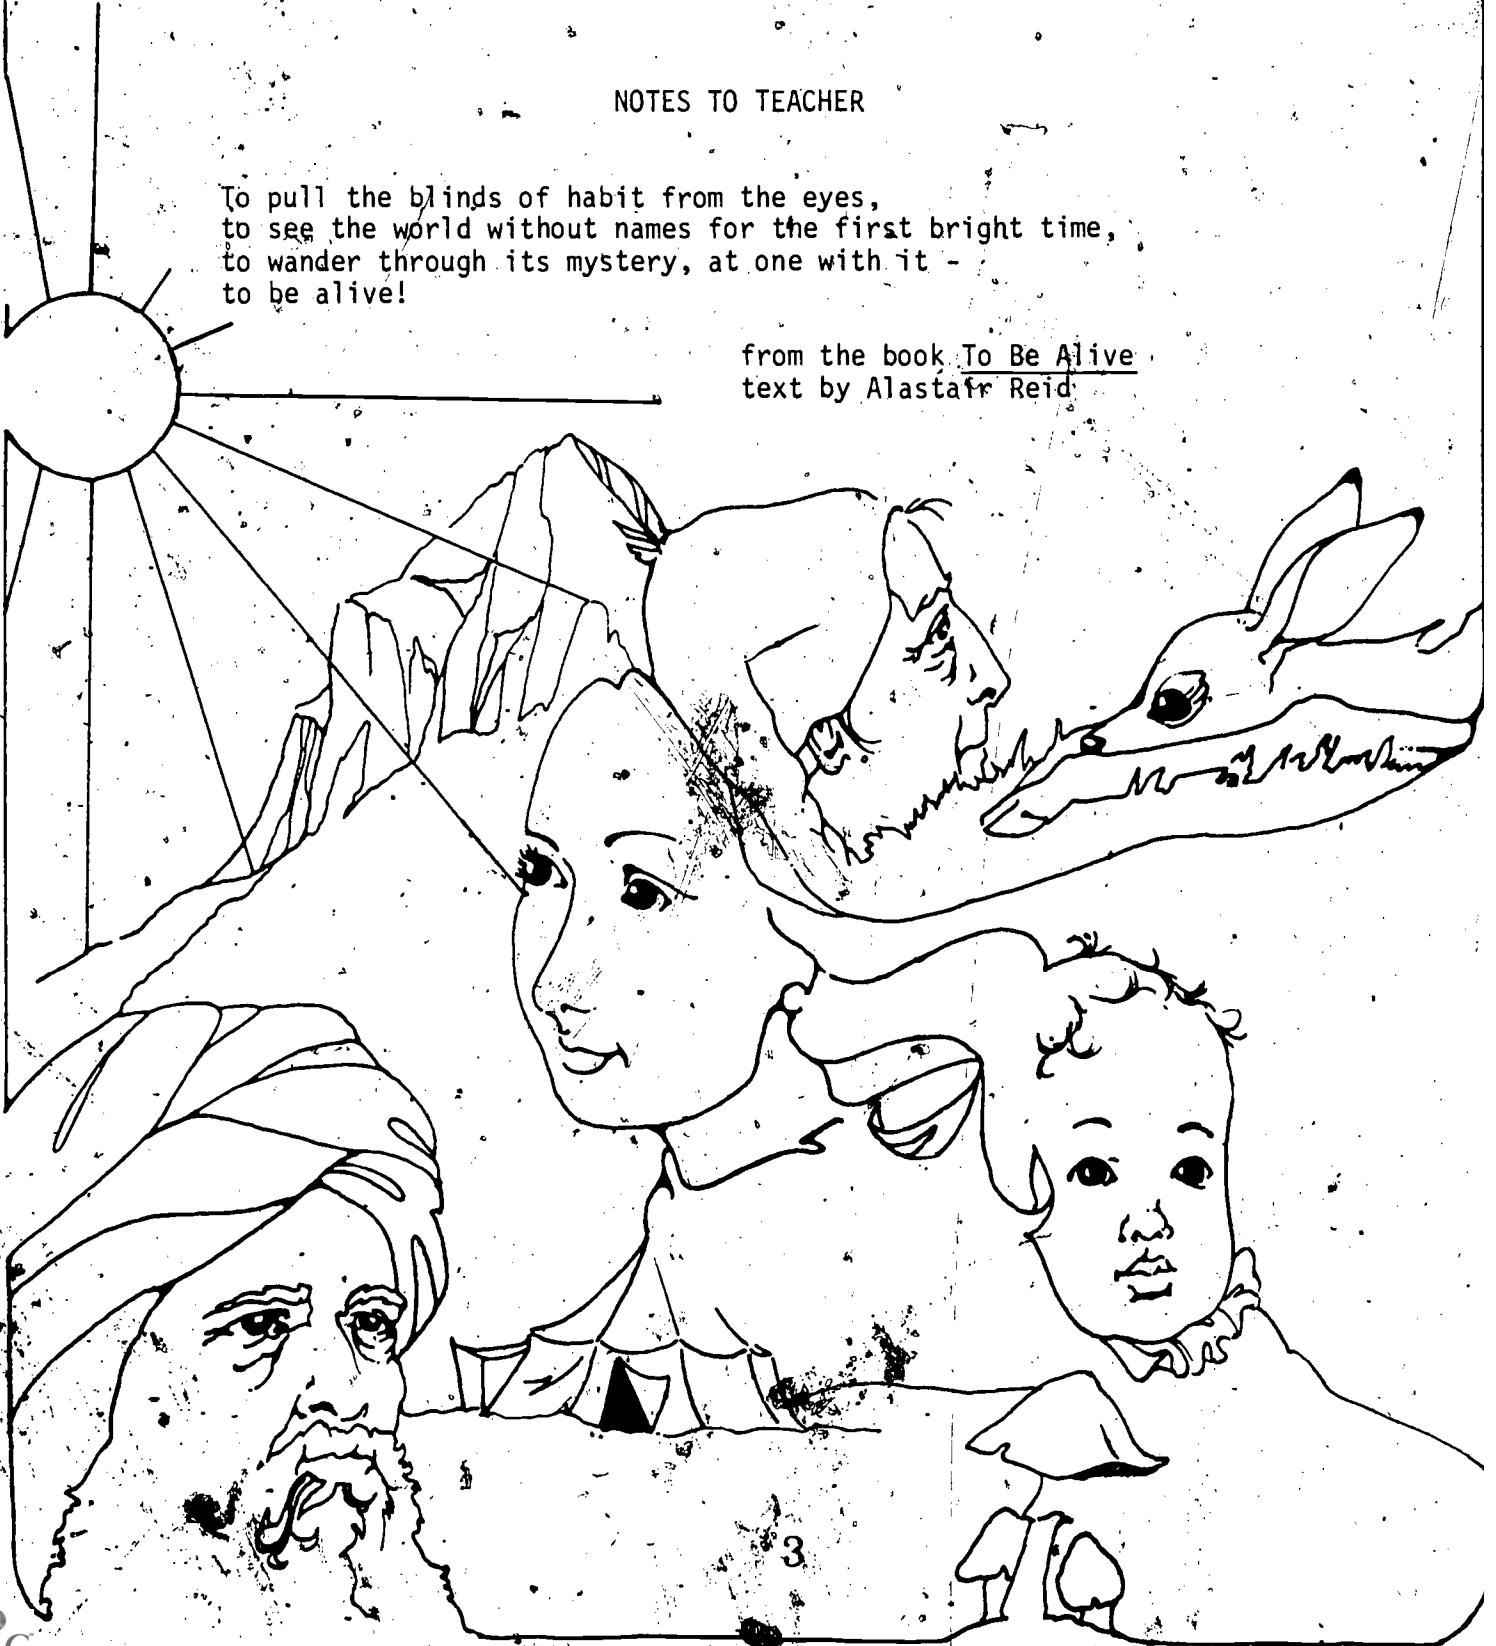 NOTES TO TEACHER
To pull the blinds of habit from the eyes,
to see the world without names for the first bright time,
to wander through its mystery, at one with it -
to be alive!
from the book To Be Alive
text by Alastair Reid
3